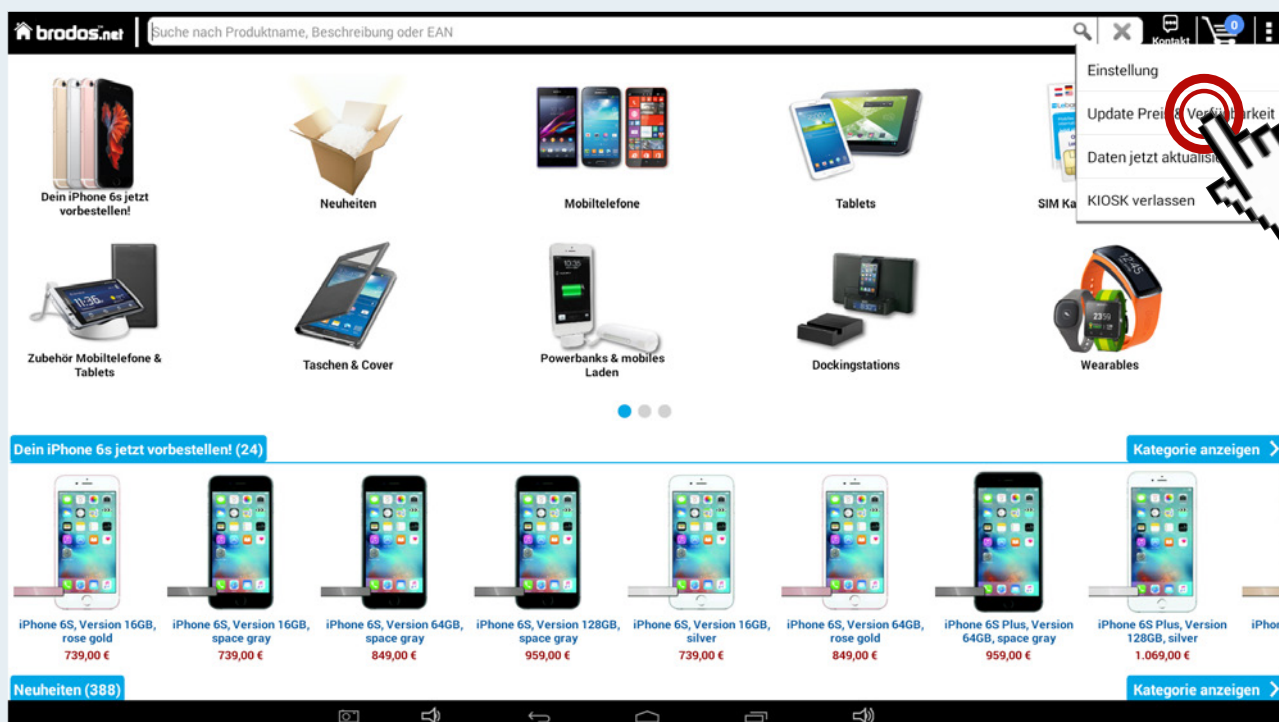 brodos.net
Suche nach Produktname, Beschreibung oder EAN
Kontakt
0
Einstellung
Update Preis & Verfügbarkeit
Daten jetzt
KIOSK verlassen
Dein iPhone 6s jetzt
vorbestellen!
Neuheiten
Mobiltelefone
Tablets
SIM
Zubehör Mobiltelefone &
Tablets
Taschen & Cover
Powerbanks & mobiles
Laden
Dockingstations
Wearables
Dein iPhone 6s jetzt vorbestellen! (24)
Kategorie anzeigen
iPhone 6S, Version 16GB,
rose gold
739,00 €
iPhone 6S, Version 16GB,
space gray
739,00 €
iPhone 6S, Version 64GB,
space gray
849,00 €
iPhone 6S, Version 128GB,
space gray
959,00 €
iPhone 6S, Version 16GB,
silver
739,00 €
iPhone 6S, Version 64GB,
rose gold
849,00 €
iPhone 6S Plus, Version
64GB, space gray
959,00 €
iPhone 6S Plus, Version
128GB, silver
1.069,00 €
Neuheiten (388)
Kategorie anzeigen